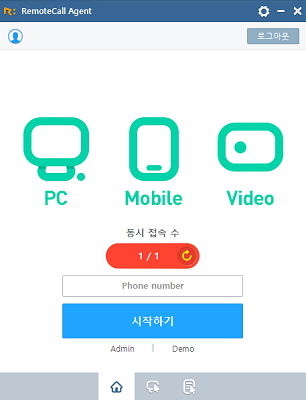 rc: RemoteCall Agent
로그아웃
PC Mobile Video
동시 접속 수
1 / 1
Phone number
시작하기
Admin | Demo